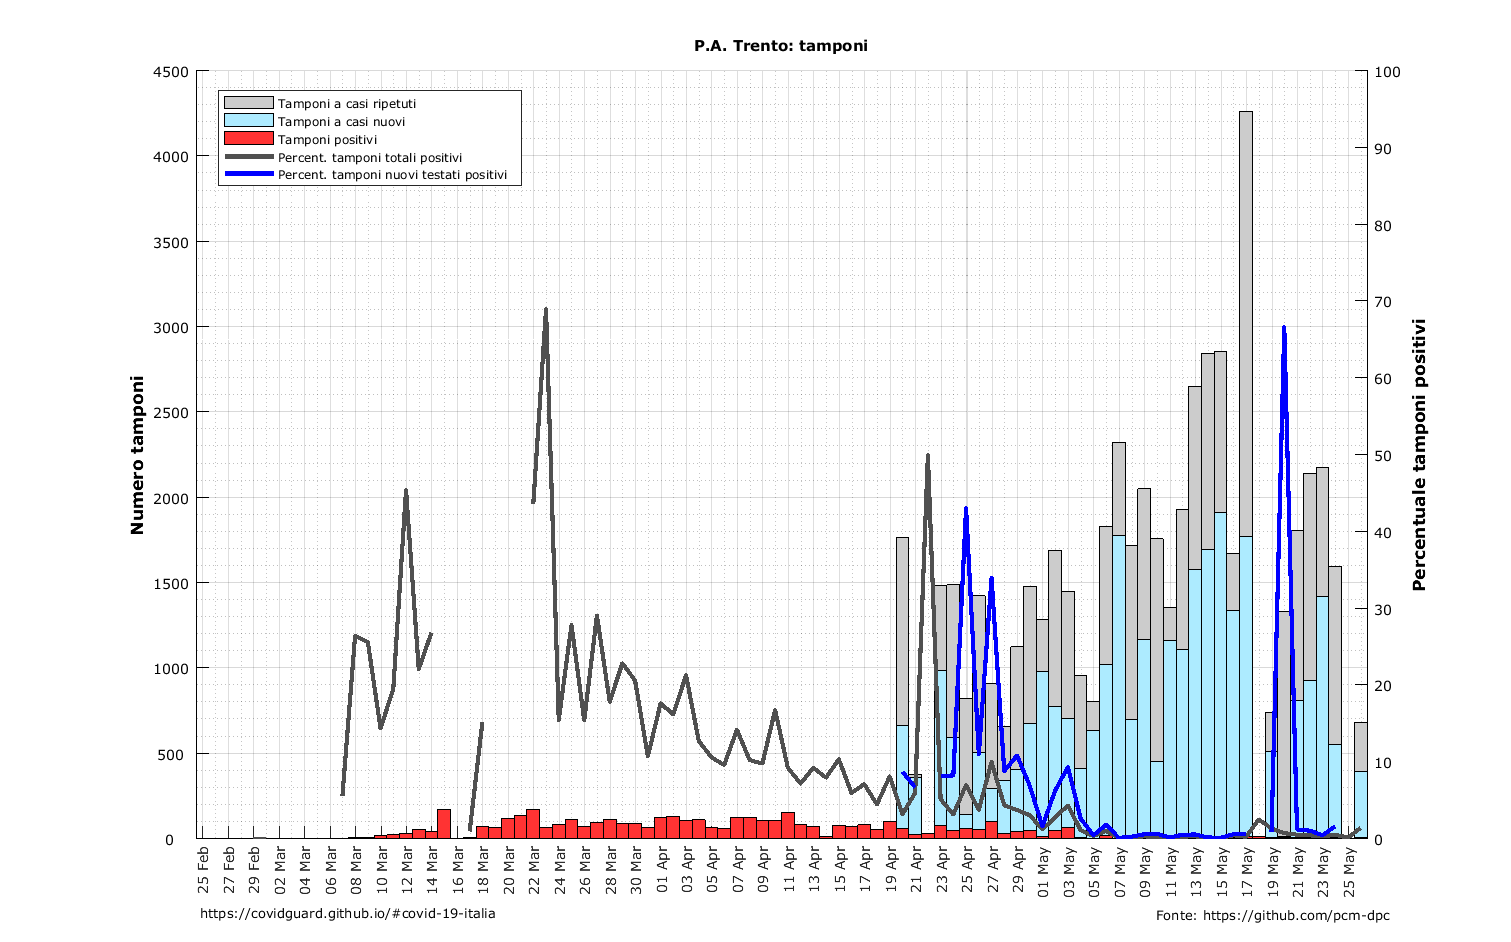 P.A. Trento: tamponi
Tamponi a casi ripetuti
Tamponi a casi nuovi
Tamponi positivi
Percent. tamponi totali positivi
Percent. tamponi nuovi testati positivi
Numero tamponi
4500
4000
3500
3000
2500
2000
1500
1000
500
0
Percentuale tamponi positivi
100
90
80
70
60
50
40
30
20
10
0
25 Feb
27 Feb
29 Feb
02 Mar
04 Mar
06 Mar
08 Mar
10 Mar
12 Mar
14 Mar
16 Mar
18 Mar
20 Mar
22 Mar
24 Mar
26 Mar
28 Mar
30 Mar
01 Apr
03 Apr
05 Apr
07 Apr
09 Apr
11 Apr
13 Apr
15 Apr
17 Apr
19 Apr
21 Apr
23 Apr
25 Apr
27 Apr
29 Apr
01 May
03 May
05 May
07 May
09 May
11 May
13 May
15 May
17 May
19 May
21 May
23 May
25 May
https://covidguard.github.io/#covid-19-italia
Fonte: https://github.com/pcm-dpc